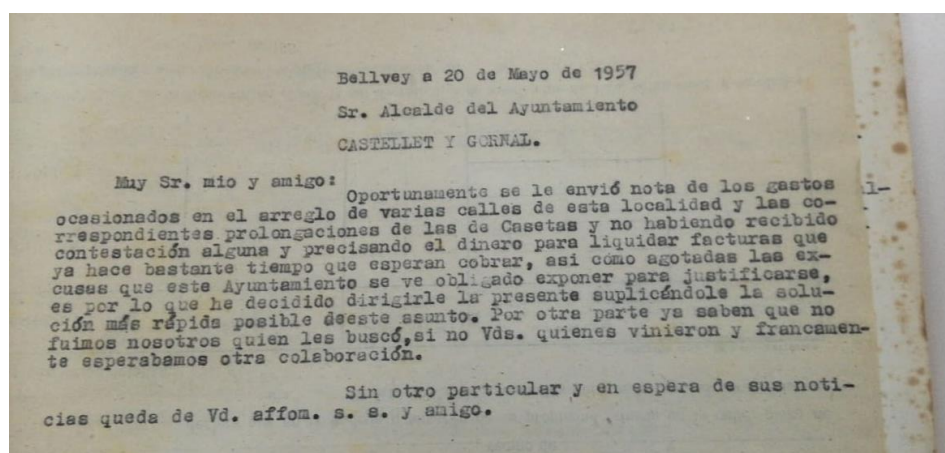 Bellvey a 20 de Mayo de 1957
Sr. Alcalde del Ayuntamiento
CASTELLET Y GORNAL.
Muy Sr. mio y amigo:
Oportunamente se le envió nota de los gastos
ocasionados en el arreglo de varias calles de esta localidad y las co-
rrespondientes prolongaciones de las de Casetas y no habiendo recibido
contestación alguna y precisando el dinero para liquidar facturas que
ya hace bastante tiempo que esperan cobrar, asi cómo agotadas las ex-
cusas que este Ayuntamiento se ve obligado exponer para justificarse,
es por lo que he decidido dirigirle la presente suplicándole la solu-
ción más rápida posible deeste asunto. Por otra parte ya saben que no
fuimos nosotros quien les buscó,si no Vds. quienes vinieron y francamen-
te esperabamos otra colaboración.
Sin otro particular y en espera de sus noti-
cias queda de Vd. affom. s. s. y amigo.